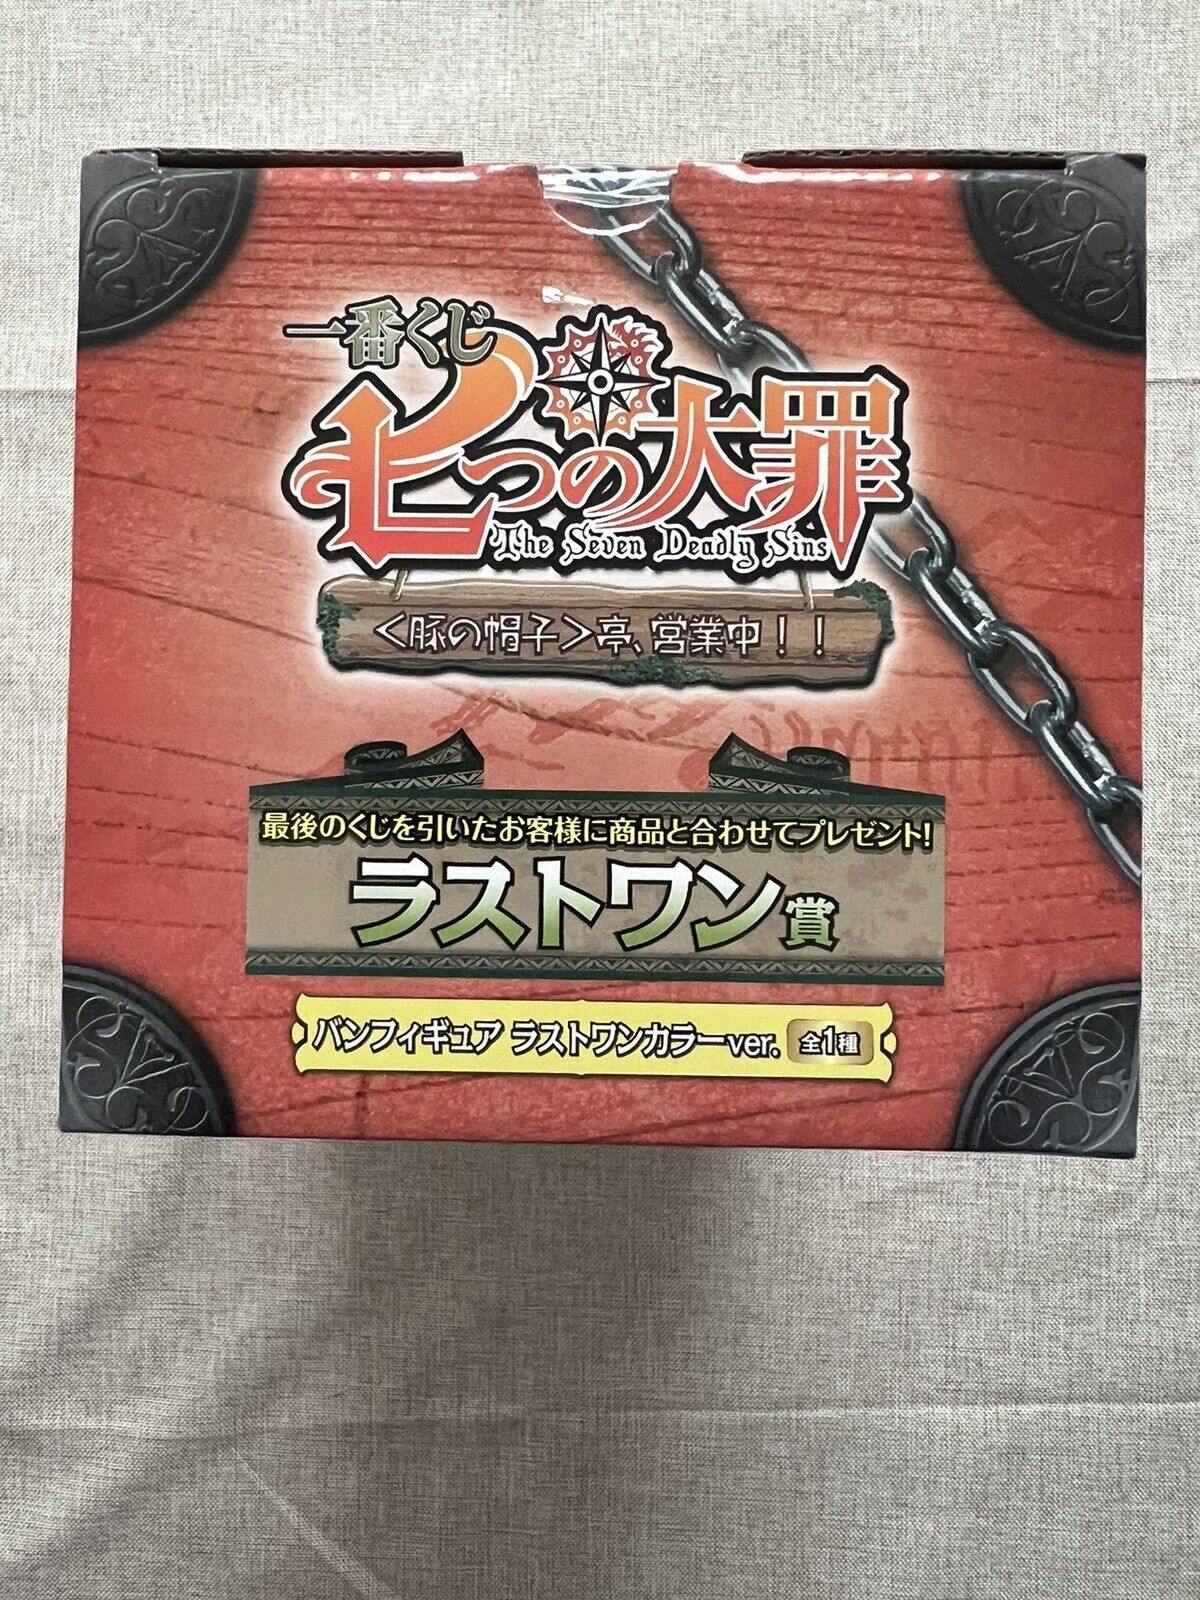 一番くじ
七つの大罪
The Seven Deadly Sins
<豚の帽子>亭、営業中!!
最後のくじを引いたお客様に商品と合わせてプレゼント!
ラストワン賞
バンフィギュア ラストワンカラーver. 全1種